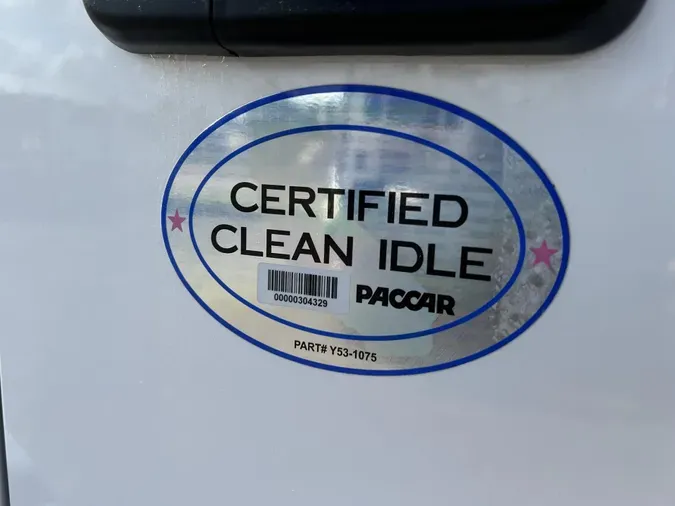 CERTIFIED
CLEAN IDLE
00000304329
PACCAR
PART# Y53-1075